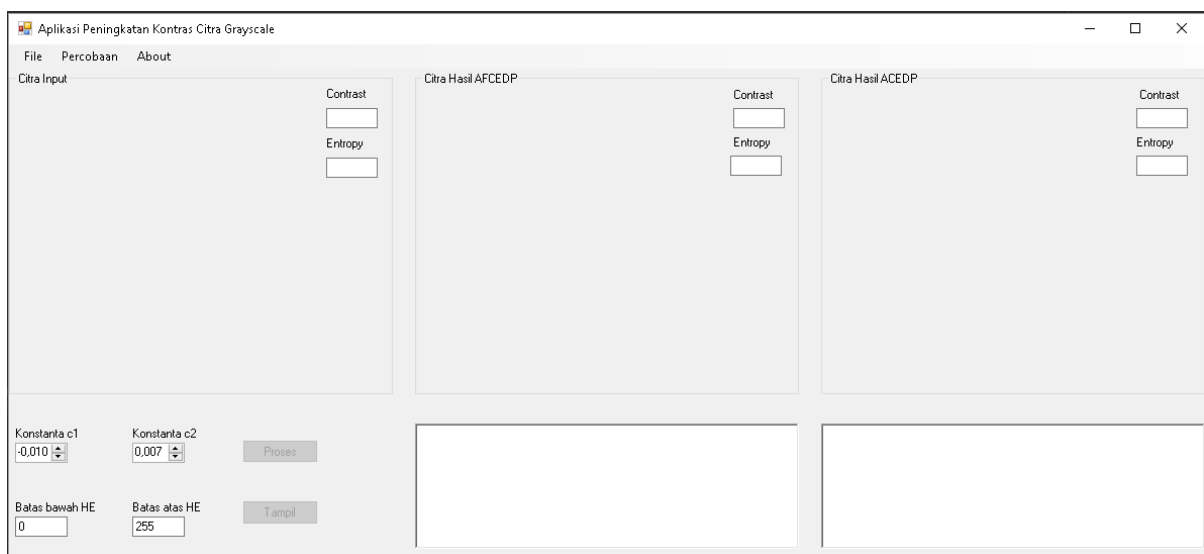 Aplikasi Peningkatan Kontras Citra Grayscale
File Percobaan About
Citra Input
Contrast
Entropy
Citra Hasil AFCEDP
Contrast
Entropy
Citra Hasil ACEDP
Contrast
Entropy
Konstanta c1 Konstanta c2
-0,010 0,007 Proses
Batas bawah HE Batas atas HE
0 255 Tampil